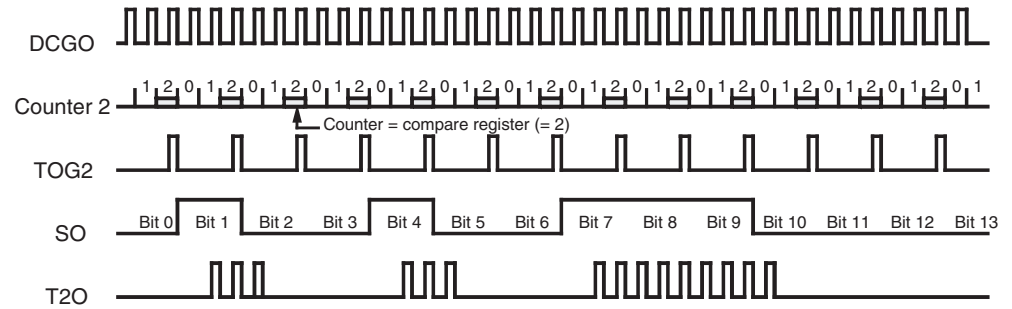 DCGO
Counter 2 1 2 0 1 2 0 1 2 0 1 2 0 1 2 0 1 2 0 1 2 0 1 2 0 1 2 0 1 2 0 1 2 0 1 2 0 1 2 0 1
Counter = compare register (= 2)
TOG2
SO Bit 0 Bit 1 Bit 2 Bit 3 Bit 4 Bit 5 Bit 6 Bit 7 Bit 8 Bit 9 Bit 10 Bit 11 Bit 12 Bit 13
T2O